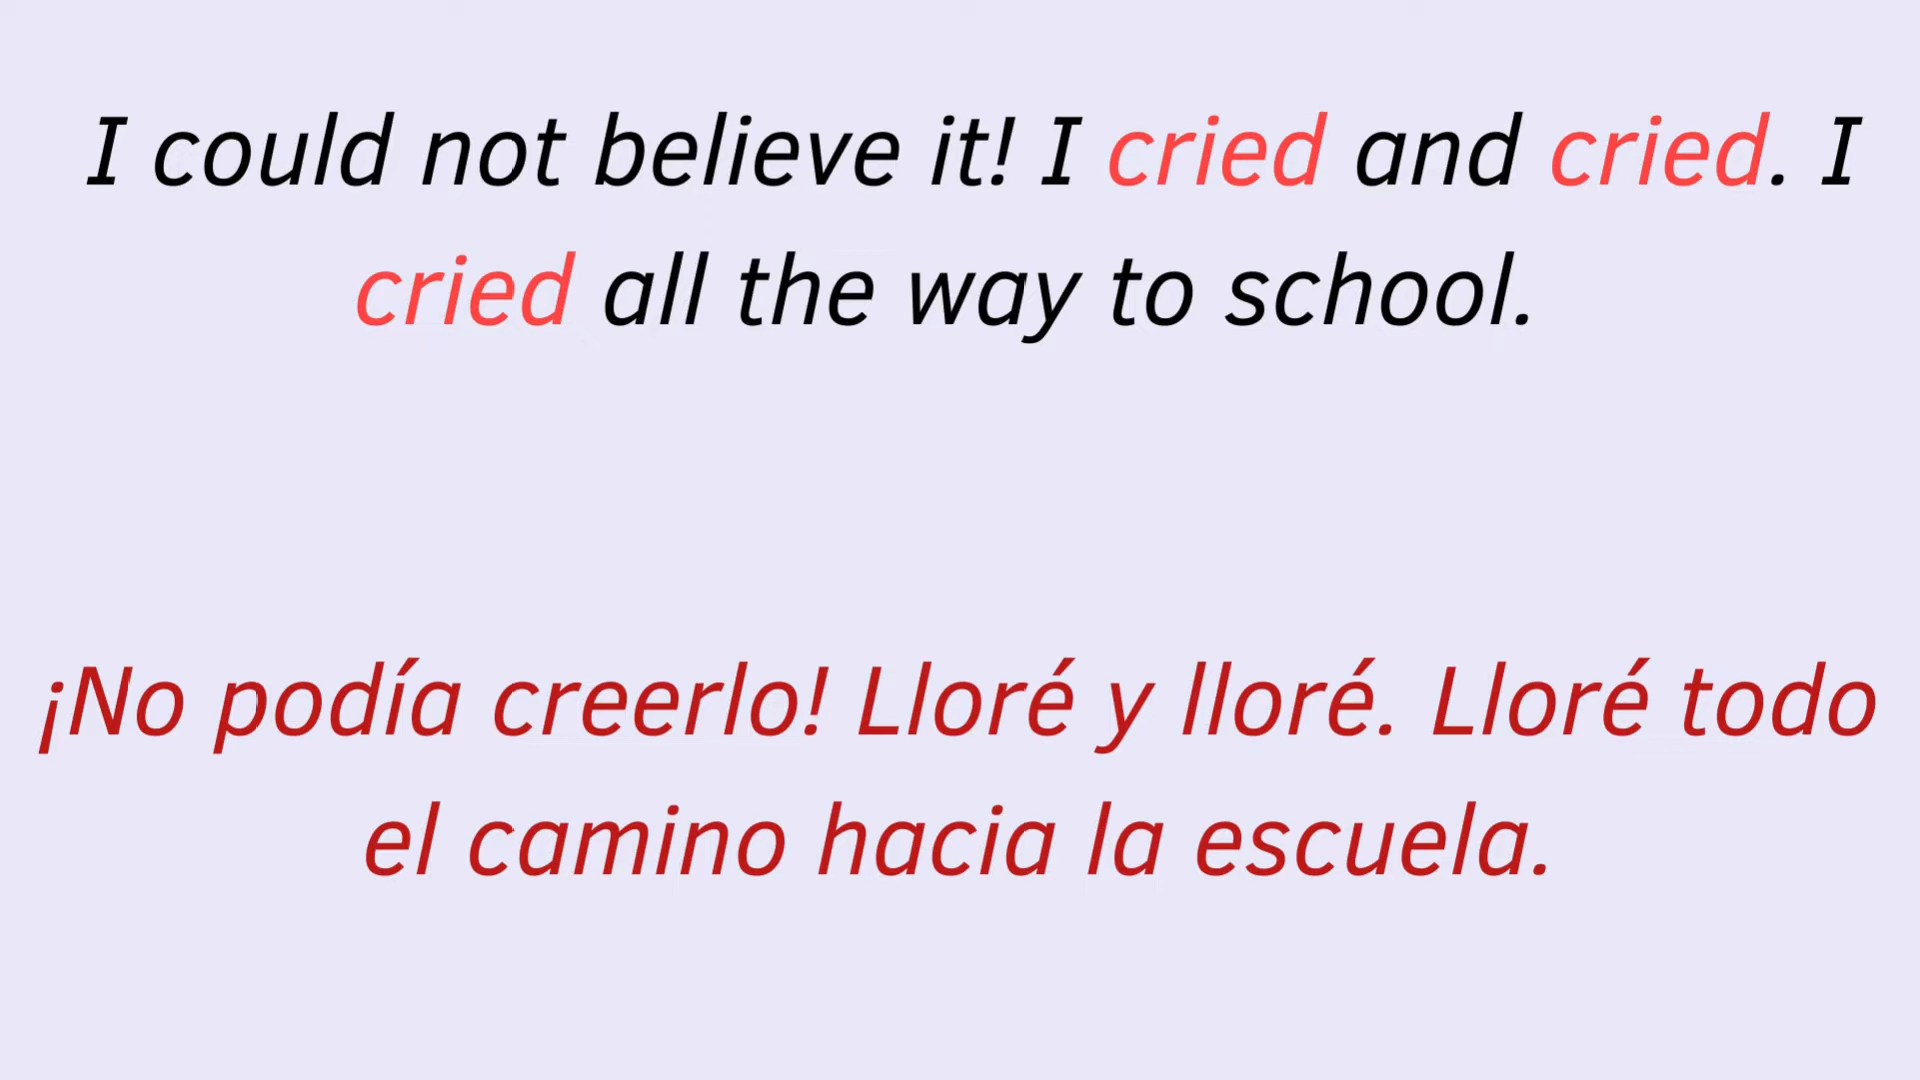 I could not believe it! I cried and cried. I
cried all the way to school.
¡No podía creerlo! Lloré y lloré. Lloré todo
el camino hacia la escuela.